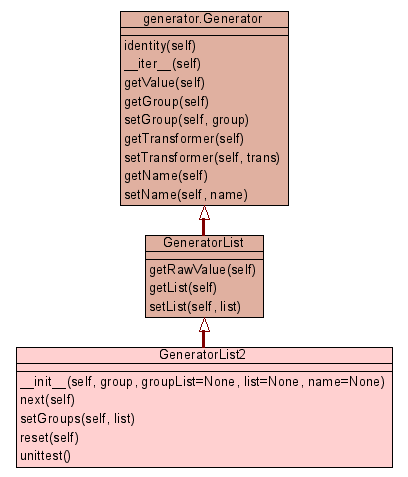 generator.Generator
identity(self)
__iter__(self)
getValue(self)
getGroup(self)
setGroup(self, group)
getTransformer(self)
setTransformer(self, trans)
getName(self)
setName(self, name)
GeneratorList
getRawValue(self)
getList(self)
setList(self, list)
GeneratorList2
__init__(self, group, groupList=None, list=None, name=None)
next(self)
setGroups(self, list)
reset(self)
unittest()